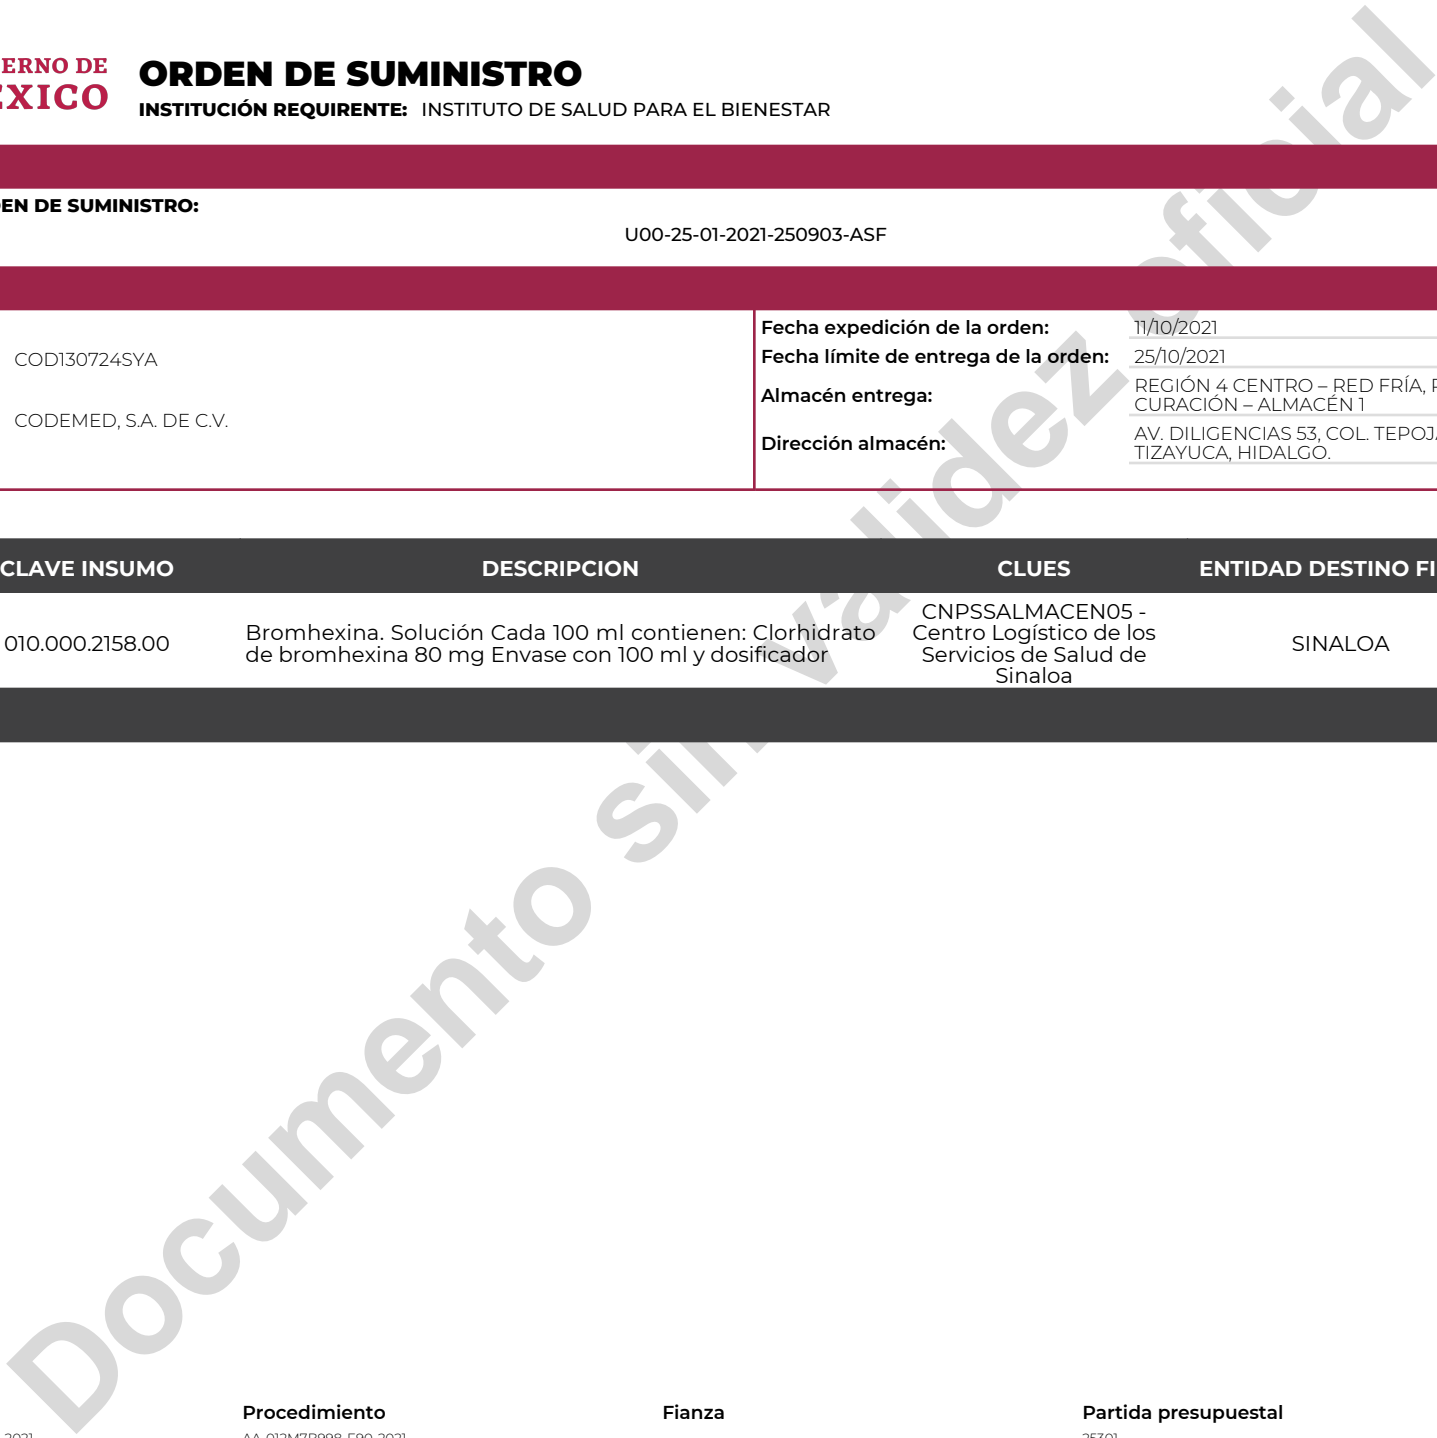 ERNO DE
EXICO
ORDEN DE SUMINISTRO
INSTITUCIÓN REQUIRENTE: INSTITUTO DE SALUD PARA EL BIENESTAR
EN DE SUMINISTRO:
U00-25-01-2021-250903-ASF
COD130724SYA
CODEMED, S.A. DE C.V.
Fecha expedición de la orden: 11/10/2021
Fecha límite de entrega de la orden: 25/10/2021
Almacén entrega: REGIÓN 4 CENTRO – RED FRÍA,
CURACIÓN – ALMACÉN 1
Dirección almacén: AV. DILIGENCIAS 53, COL. TEPOJ
TIZAYUCA, HIDALGO.
CLAVE INSUMO DESCRIPCION CLUES ENTIDAD DESTINO FI
010.000.2158.00
Bromhexina. Solución Cada 100 ml contienen: Clorhidrato
de bromhexina 80 mg Envase con 100 ml y dosificador
CNPSSALMACEN05 -
Centro Logístico de los
Servicios de Salud de
Sinaloa
SINALOA
Documento sin validez oficial
Procedimiento Fianza Partida presupuestal